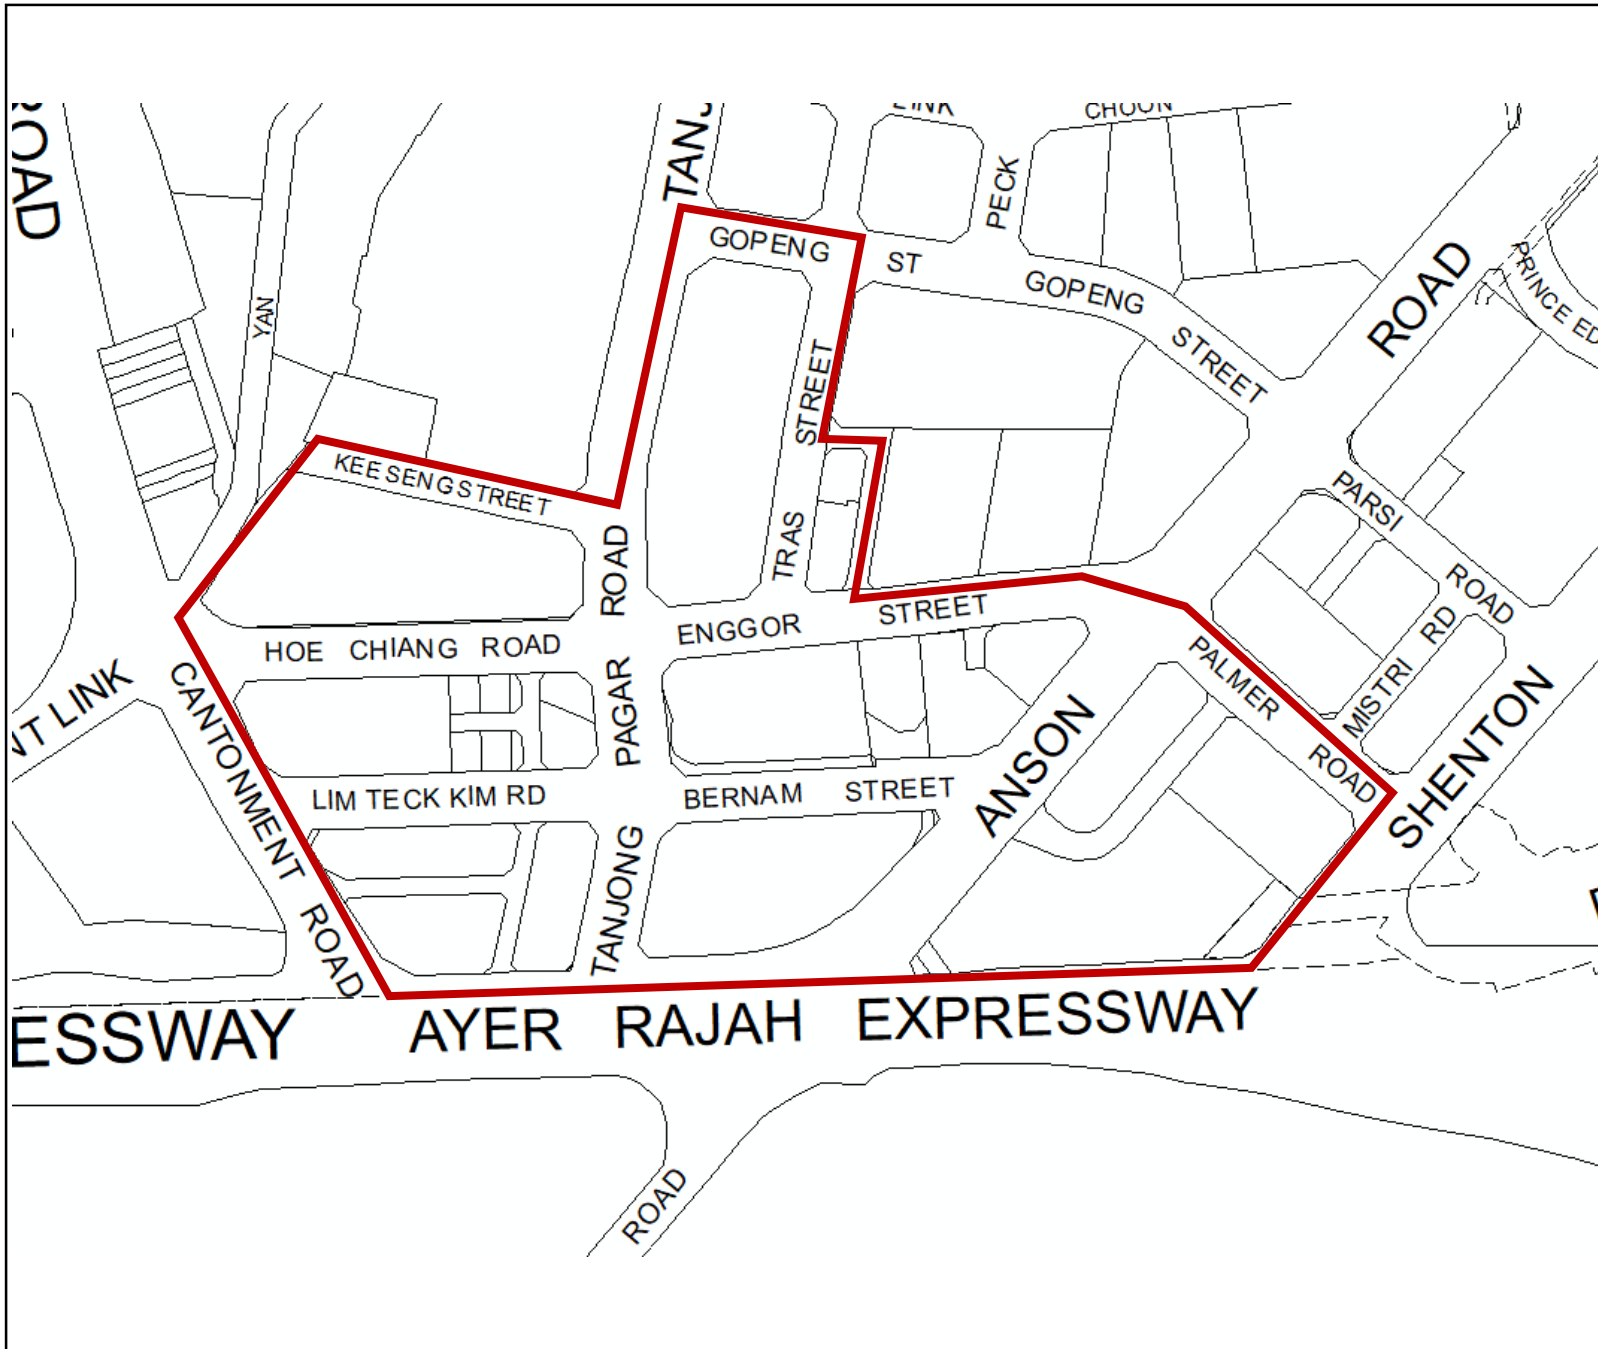 ROAD
TANJ
LINK
CHOON
PECK
GOPENG
ST
GOPENG
STREET
ROAD
PRINCE ED
YAN
STREET
TRAS
KEE SENG STREET
PARSI
ROAD
ROAD
PAGAR
TANJONG
HOE CHIANG ROAD
ENGGOR STREET
PALMER
ROAD
MISTRI RD
SHENTON
NT LINK
CANTONMENT
ROAD
LIM TECK KIM RD
BERNAM STREET
ANSON
ESSWAY AYER RAJAH EXPRESSWAY
ROAD